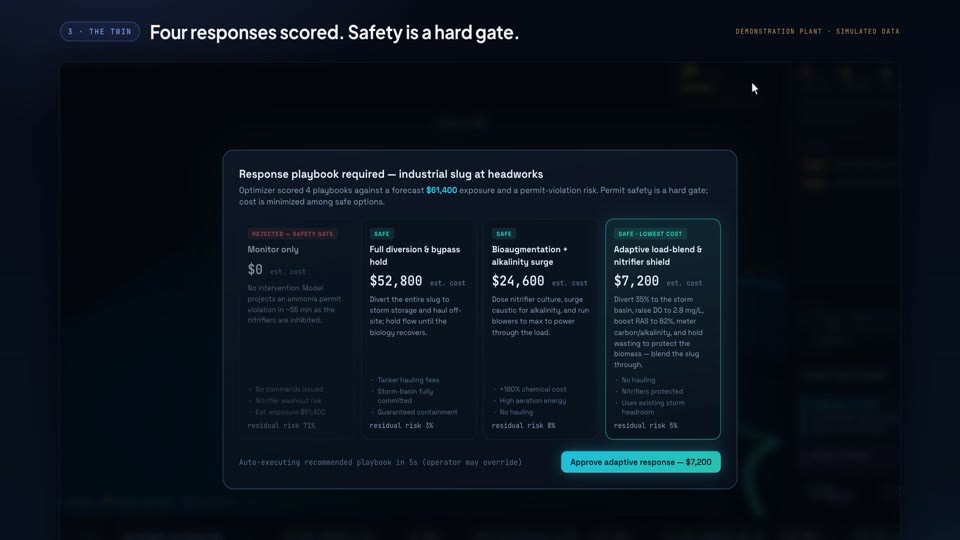 3 · THE TWIN
Four responses scored. Safety is a hard gate.
DEMONSTRATION PLANT · SIMULATED DATA
Response playbook required — industrial slug at headworks
Optimizer scored 4 playbooks against a forecast $61,400 exposure and a permit-violation risk. Permit safety is a hard gate;
cost is minimized among safe options.
REJECTED — SAFETY GATE
Monitor only
$0 est. cost
No intervention. Model
projects an ammonia permit
violation in ~55 min as the
nitrifiers are inhibited.
· No commands issued
· Nitrifier washout risk
· Est. exposure $61,400
residual risk 71%
SAFE
Full diversion & bypass
hold
$52,800 est. cost
Divert the entire slug to
storm storage and haul off-
site; hold flow until the
biology recovers.
· Tanker hauling fees
· Storm-basin fully
committed
· Guaranteed containment
residual risk 3%
SAFE
Bioaugmentation +
alkalinity surge
$24,600 est. cost
Dose nitrifier culture, surge
caustic for alkalinity, and run
blowers to max to power
through the load.
· +180% chemical cost
· High aeration energy
· No hauling
residual risk 8%
SAFE · LOWEST COST
Adaptive load-blend &
nitrifier shield
$7,200 est. cost
Divert 35% to the storm
basin, raise DO to 2.8 mg/L,
boost RAS to 82%, meter
carbon/alkalinity, and hold
wasting to protect the
biomass — blend the slug
through.
· No hauling
· Nitrifiers protected
· Uses existing storm
headroom
residual risk 5%
Auto-executing recommended playbook in 5s (operator may override)
Approve adaptive response — $7,200